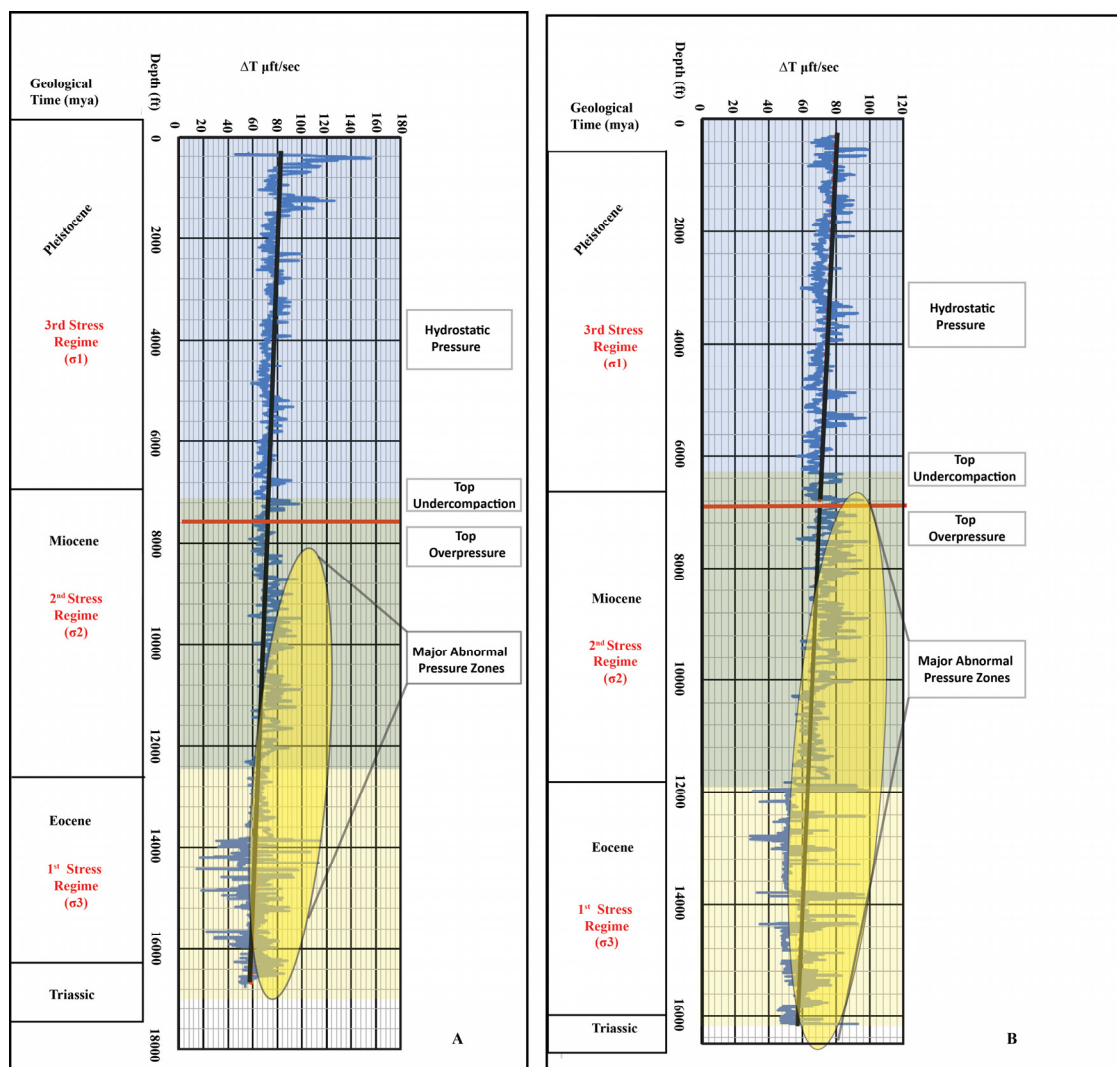 ΔT µft/sec
Depth (ft)
Geological
Time (mya)
0
20
40
60
80
100
120
140
160
180
0
2000
4000
6000
8000
10000
12000
14000
16000
18000
Pleistocene
3rd Stress
Regime
(σ1)
Miocene
2nd Stress
Regime
(σ2)
Eocene
1st Stress
Regime
(σ3)
Triassic
Hydrostatic
Pressure
Top
Undercompaction
Top
Overpressure
Major Abnormal
Pressure Zones
A
ΔT µft/sec
Depth (ft)
Geological
Time (mya)
0
20
40
60
80
100
120
0
2000
4000
6000
8000
10000
12000
14000
16000
Pleistocene
3rd Stress
Regime
(σ1)
Miocene
2nd Stress
Regime
(σ2)
Eocene
1st Stress
Regime
(σ3)
Triassic
Hydrostatic
Pressure
Top
Undercompaction
Top
Overpressure
Major Abnormal
Pressure Zones
B